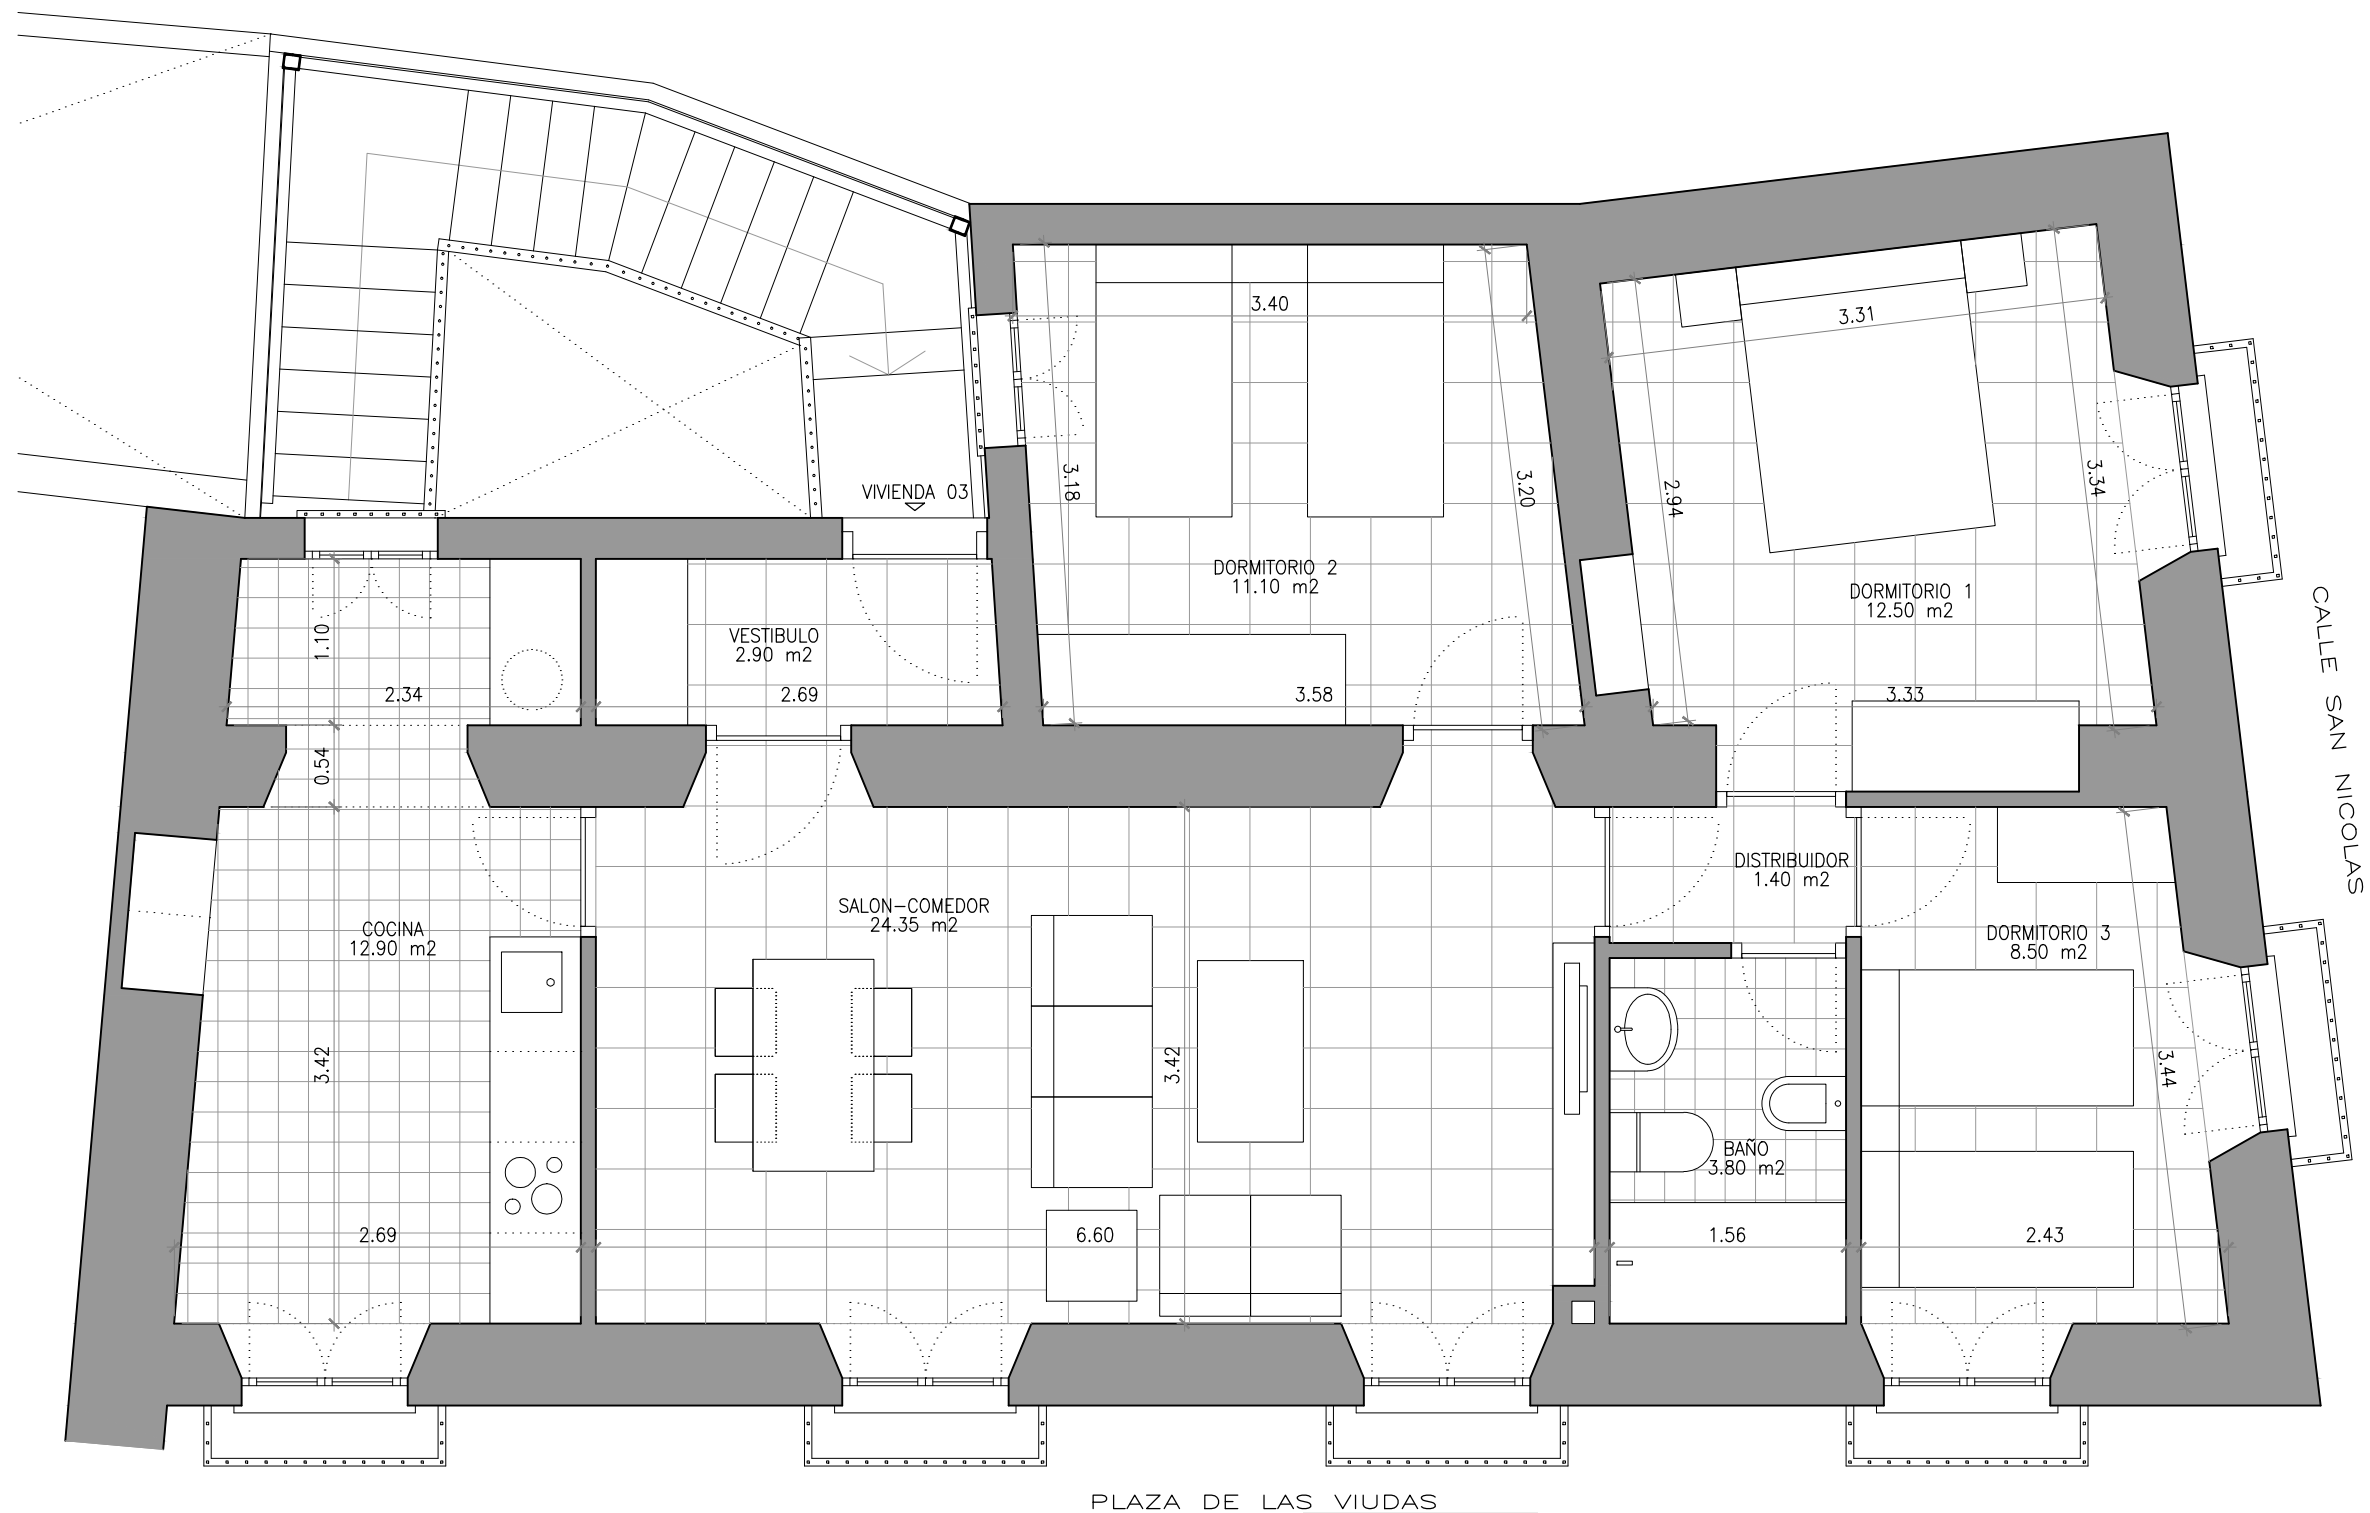 3.40
3.31
3.18
3.20
2.94
3.34
VIVIENDA 03
DORMITORIO 2
11.10 m2
DORMITORIO 1
12.50 m2
CALLE SAN NICOLAS
1.10
VESTIBULO
2.90 m2
2.34
2.69
3.58
3.33
0.54
DISTRIBUIDOR
1.40 m2
SALON-COMEDOR
24.35 m2
COCINA
12.90 m2
DORMITORIO 3
8.50 m2
3.42
3.42
3.44
BAÑO
3.80 m2
2.69
6.60
1.56
2.43
PLAZA DE LAS VIUDAS